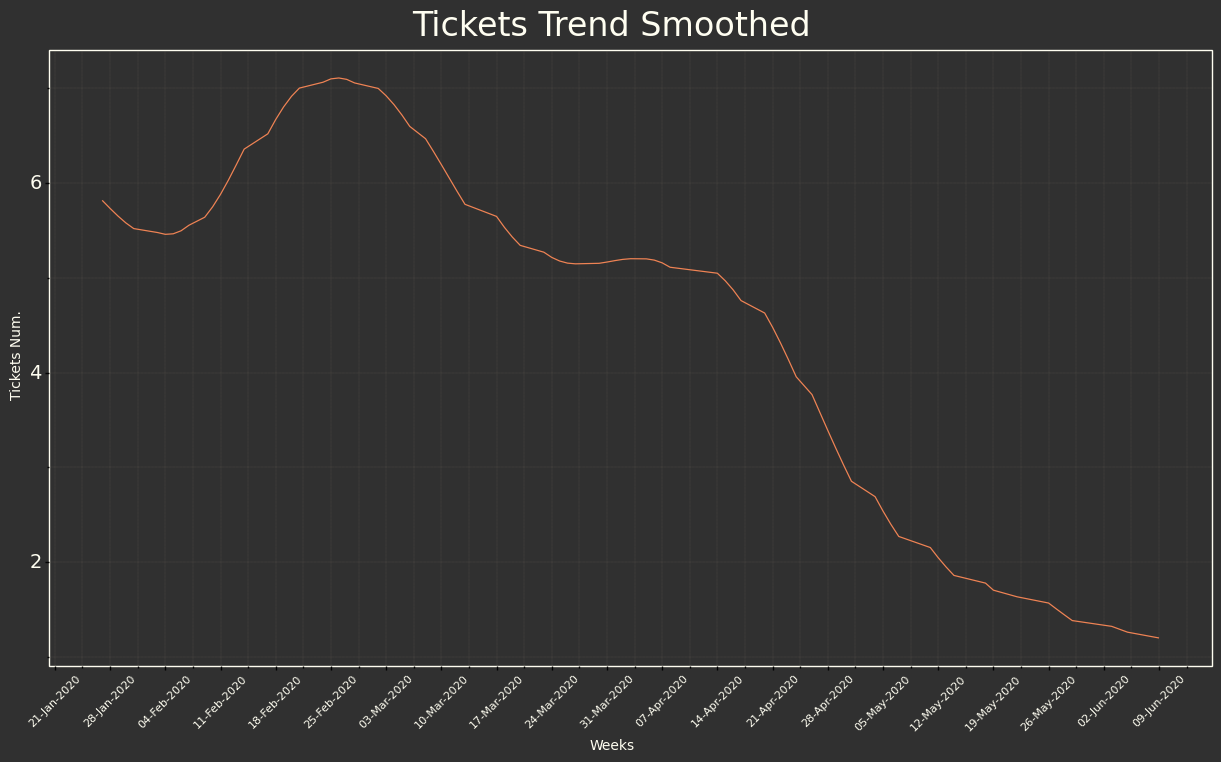 Tickets Trend Smoothed
Tickets Num.
6
4
2
21-Jan-2020
28-Jan-2020
04-Feb-2020
11-Feb-2020
18-Feb-2020
25-Feb-2020
03-Mar-2020
10-Mar-2020
17-Mar-2020
24-Mar-2020
31-Mar-2020
07-Apr-2020
14-Apr-2020
21-Apr-2020
28-Apr-2020
05-May-2020
12-May-2020
19-May-2020
26-May-2020
02-Jun-2020
09-Jun-2020
Weeks